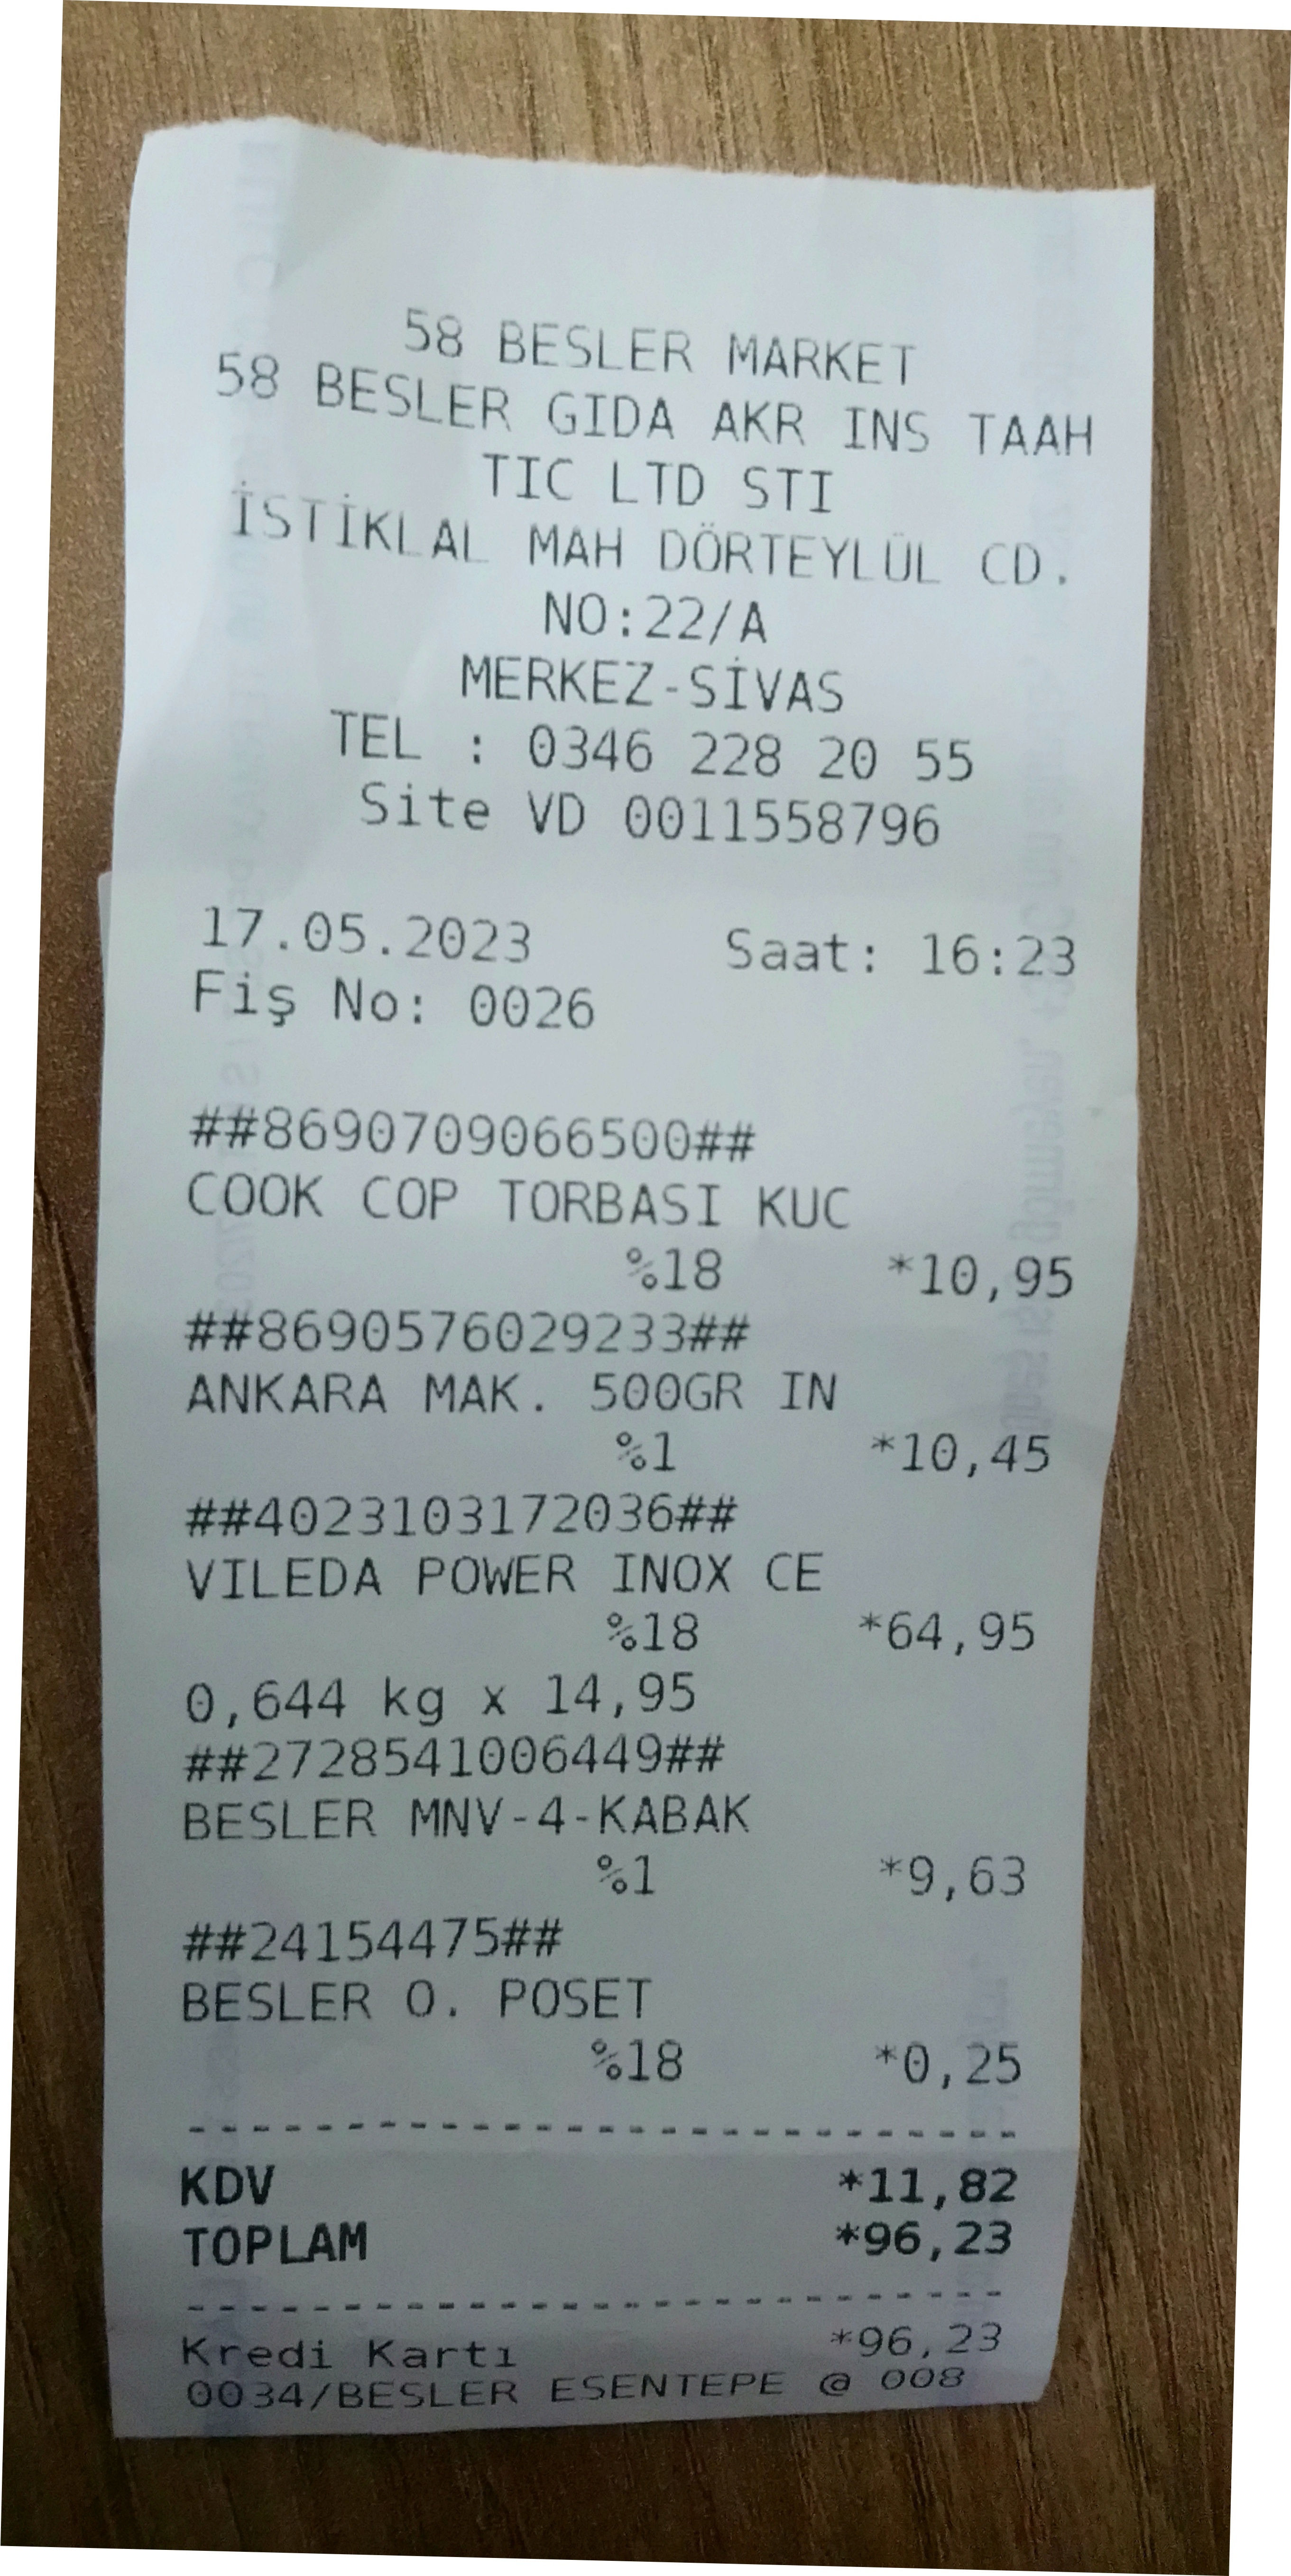 58 BESLER MARKET
58 BESLER GIDA AKR INS TAAH
TIC LTD STI
İSTİKLAL MAH DÖRTEYLÜL CD.
NO:22/A
MERKEZ-SİVAS
TEL : 0346 228 20 55
Site VD 0011558796
17.05.2023 Saat: 16:23
Fiş No: 0026
##8690709066500##
COOK COP TORBASI KUC
%18 *10,95
##8690576029233##
ANKARA MAK. 500GR IN
%1 *10,45
##4023103172036##
VILEDA POWER INOX CE
%18 *64,95
0,644 kg x 14,95
##2728541006449##
BESLER MNV-4-KABAK
%1 *9,63
##24154475##
BESLER O. POSET
%18 *0,25
---------------------------
KDV *11,82
TOPLAM *96,23
---------------------------
Kredi Kartı *96,23
0034/BESLER ESENTEPE @ 008